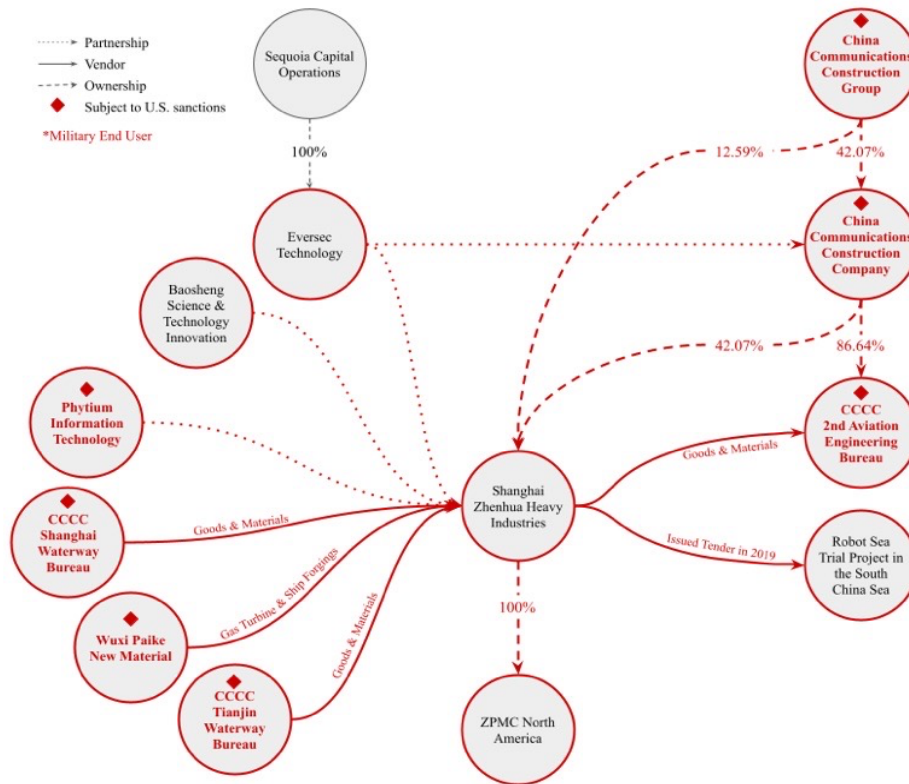 Partnership
Vendor
Ownership
Subject to U.S. sanctions
*Military End User
Sequoia Capital
Operations
China
Communications
Construction
Group
100%
12.59%
42.07%
Eversec
Technology
China
Communications
Construction
Company
Baosheng
Science &
Technology
Innovation
42.07%
86.64%
Phytium
Information
Technology
CCCC
2nd Aviation
Engineering
Bureau
Goods & Materials
Shanghai
Zhenhua Heavy
Industries
CCCC
Shanghai
Waterway
Bureau
Goods & Materials
Issued Tender in 2019
Robot Sea
Trial Project in
the South
China Sea
Gas Turbine & Ship Forgings
Wuxi Paike
New Material
Goods & Materials
100%
CCCC
Tianjin
Waterway
Bureau
ZPMC North
America